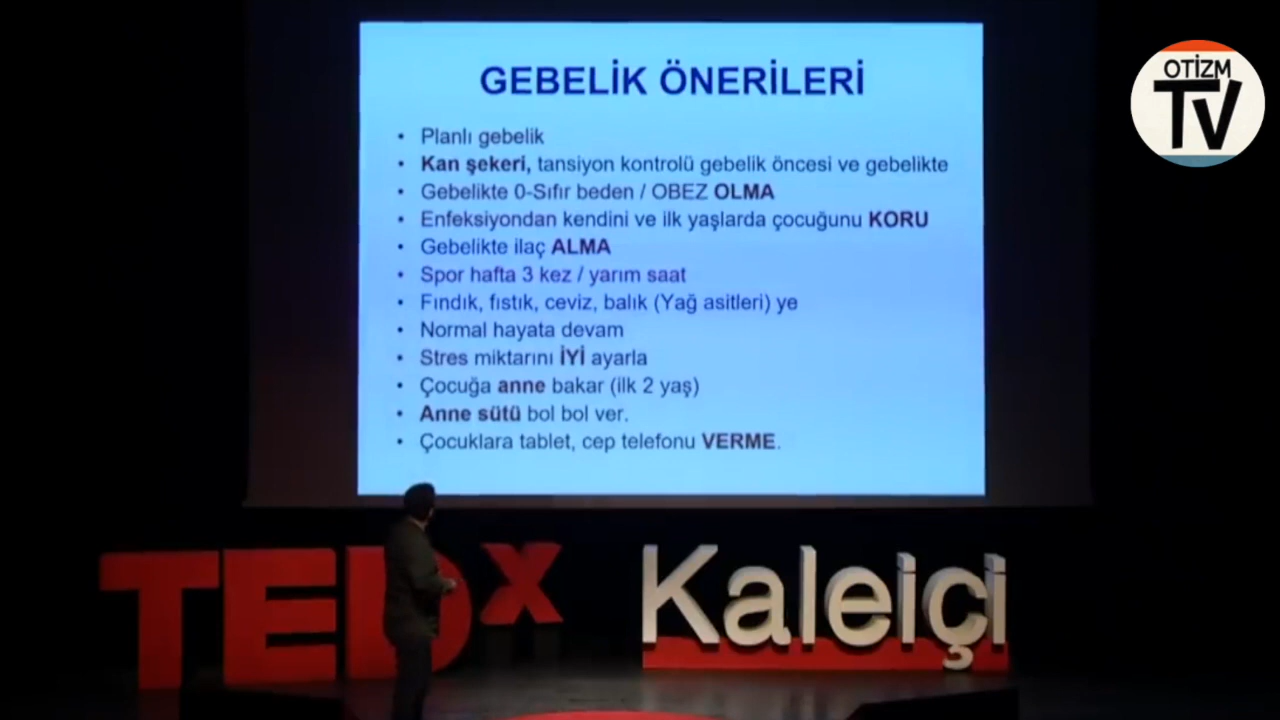 GEBELİK ÖNERİLERİ
• Planlı gebelik
• Kan şekeri, tansiyon kontrolü gebelik öncesi ve gebelikte
• Gebelikte 0-Sıfır beden / OBEZ OLMA
• Enfeksiyondan kendini ve ilk yaşlarda çocuğunu KORU
• Gebelikte ilaç ALMA
• Spor hafta 3 kez / yarım saat
• Fındık, fıstık, ceviz, balık (Yağ asitleri) ye
• Normal hayata devam
• Stres miktarını İYİ ayarla
• Çocuğa anne bakar (ilk 2 yaş)
• Anne sütü bol bol ver.
• Çocuklara tablet, cep telefonu VERME.
OTİZM
TV
TEDx Kaleiçi